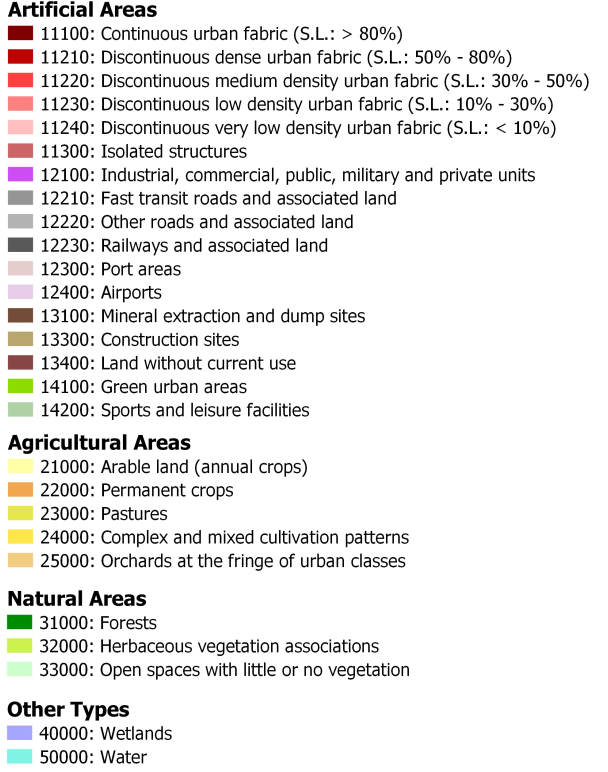 Artificial Areas
11100: Continuous urban fabric (S.L.: > 80%)
11210: Discontinuous dense urban fabric (S.L.: 50% - 80%)
11220: Discontinuous medium density urban fabric (S.L.: 30% - 50%)
11230: Discontinuous low density urban fabric (S.L.: 10% - 30%)
11240: Discontinuous very low density urban fabric (S.L.: < 10%)
11300: Isolated structures
12100: Industrial, commercial, public, military and private units
12210: Fast transit roads and associated land
12220: Other roads and associated land
12230: Railways and associated land
12300: Port areas
12400: Airports
13100: Mineral extraction and dump sites
13300: Construction sites
13400: Land without current use
14100: Green urban areas
14200: Sports and leisure facilities
Agricultural Areas
21000: Arable land (annual crops)
22000: Permanent crops
23000: Pastures
24000: Complex and mixed cultivation patterns
25000: Orchards at the fringe of urban classes
Natural Areas
31000: Forests
32000: Herbaceous vegetation associations
33000: Open spaces with little or no vegetation
Other Types
40000: Wetlands
50000: Water